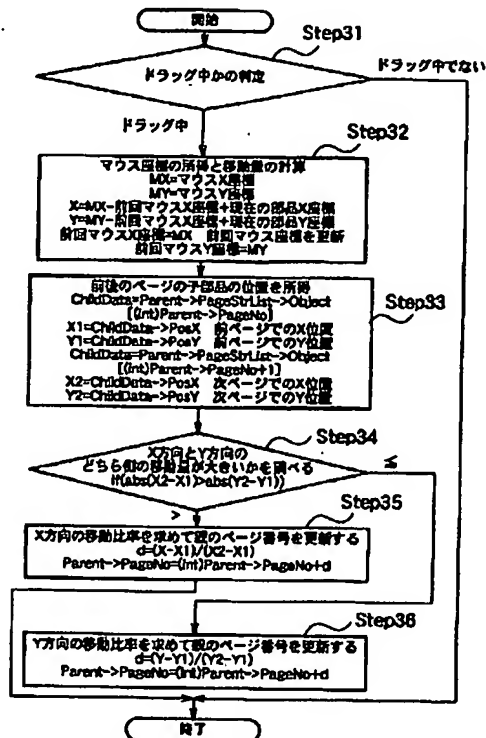 開始
Step31
ドラッグ中かの判定
ドラッグ中でない
ドラッグ中
Step32
マウス座標の所得と移動量の計算
MX=マウスX座標
MY=マウスY座標
X=MX-前回マウスX座標+現在の部品X座標
Y=MY-前回マウスY座標+現在の部品Y座標
前回マウスX座標=MX 前回マウス座標を更新
前回マウスY座標=MY
Step33
前後のページの子部品の位置を所得
ChildData=Parent->PageStrList->Object
[(int)Parent->PageNo]
X1=ChildData->PosX 前ページでのX位置
Y1=ChildData->PosY 前ページでのY位置
ChildData=Parent->PageStrList->Object
[(int)Parent->PageNo+1]
X2=ChildData->PosX 次ページでのX位置
Y2=ChildData->PosY 次ページでのY位置
Step34
X方向とY方向の
どちら側の移動量が大きいかを調べる
if(abs(X2-X1)>abs(Y2-Y1))
≦
>
Step35
X方向の移動比率を求めて親のページ番号を更新する
d=(X-X1)/(X2-X1)
Parent->PageNo=(int)Parent->PageNo+d
Step36
Y方向の移動比率を求めて親のページ番号を更新する
d=(Y-Y1)/(Y2-Y1)
Parent->PageNo=(int)Parent->PageNo+d
終了